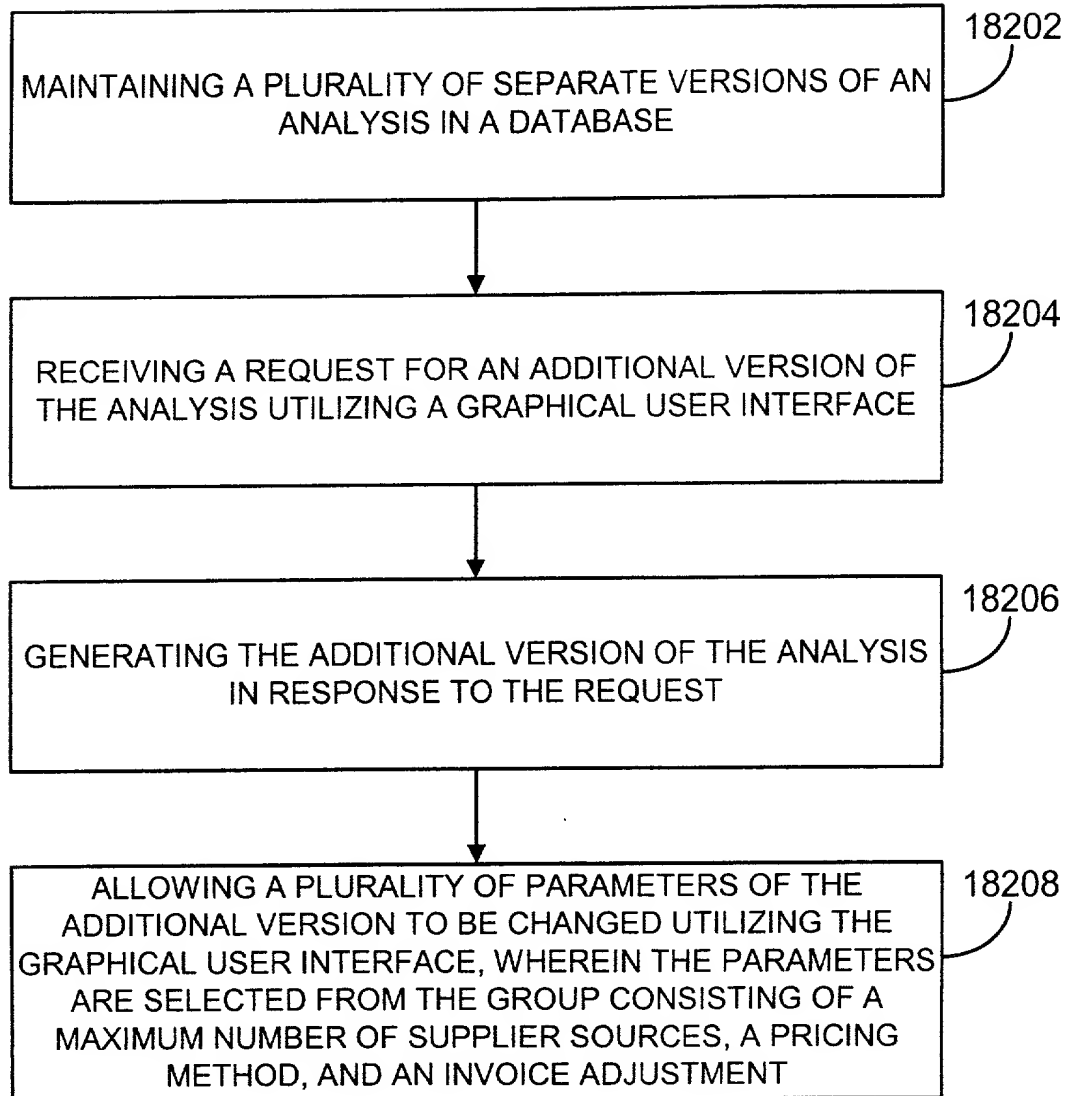 18202
MAINTAINING A PLURALITY OF SEPARATE VERSIONS OF AN
ANALYSIS IN A DATABASE
18204
RECEIVING A REQUEST FOR AN ADDITIONAL VERSION OF
THE ANALYSIS UTILIZING A GRAPHICAL USER INTERFACE
18206
GENERATING THE ADDITIONAL VERSION OF THE ANALYSIS
IN RESPONSE TO THE REQUEST
18208
ALLOWING A PLURALITY OF PARAMETERS OF THE
ADDITIONAL VERSION TO BE CHANGED UTILIZING THE
GRAPHICAL USER INTERFACE, WHEREIN THE PARAMETERS
ARE SELECTED FROM THE GROUP CONSISTING OF A
MAXIMUM NUMBER OF SUPPLIER SOURCES, A PRICING
METHOD, AND AN INVOICE ADJUSTMENT